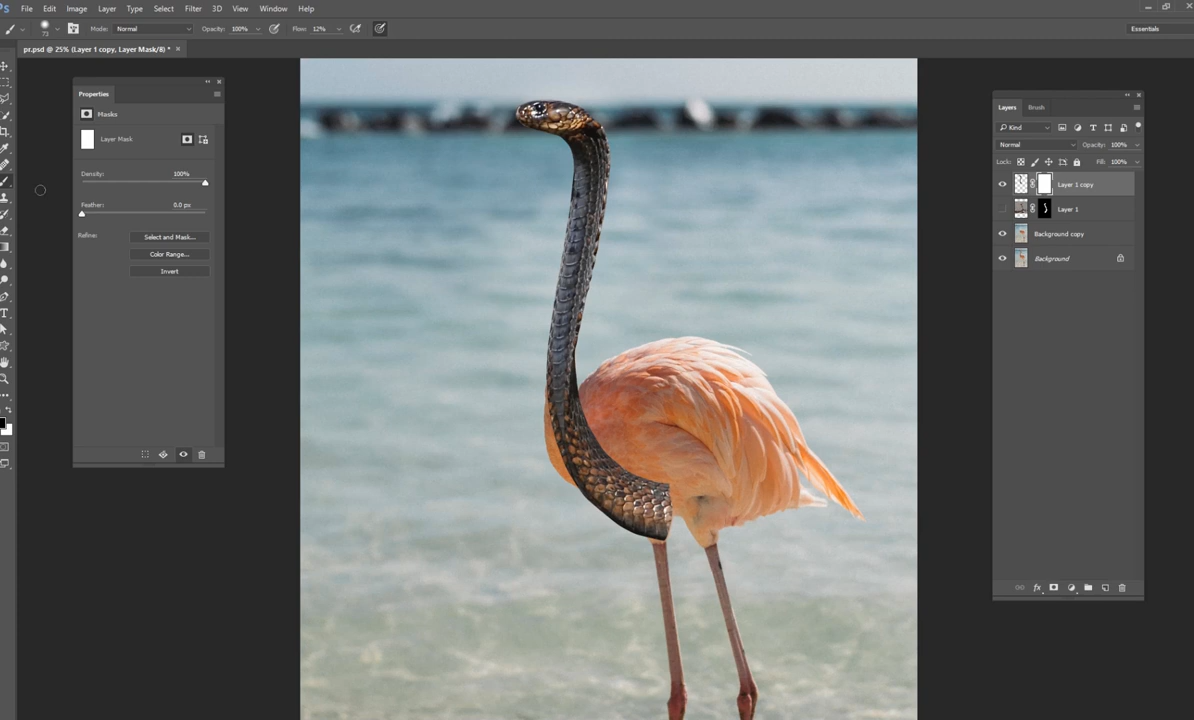 Ps File Edit Image Layer Type Select Filter 3D View Window Help
73 Mode: Normal Opacity: 100% Flow: 12% Essentials
pr.psd @ 25% (Layer 1 copy, Layer Mask/8) * ×
Properties
Masks
Layer Mask
Density: 100%
Feather: 0.0 px
Refine: Select and Mask...
Color Range...
Invert
Layers Brush
Kind
Normal Opacity: 100%
Lock: Fill: 100%
Layer 1 copy
Layer 1
Background copy
Background
fx